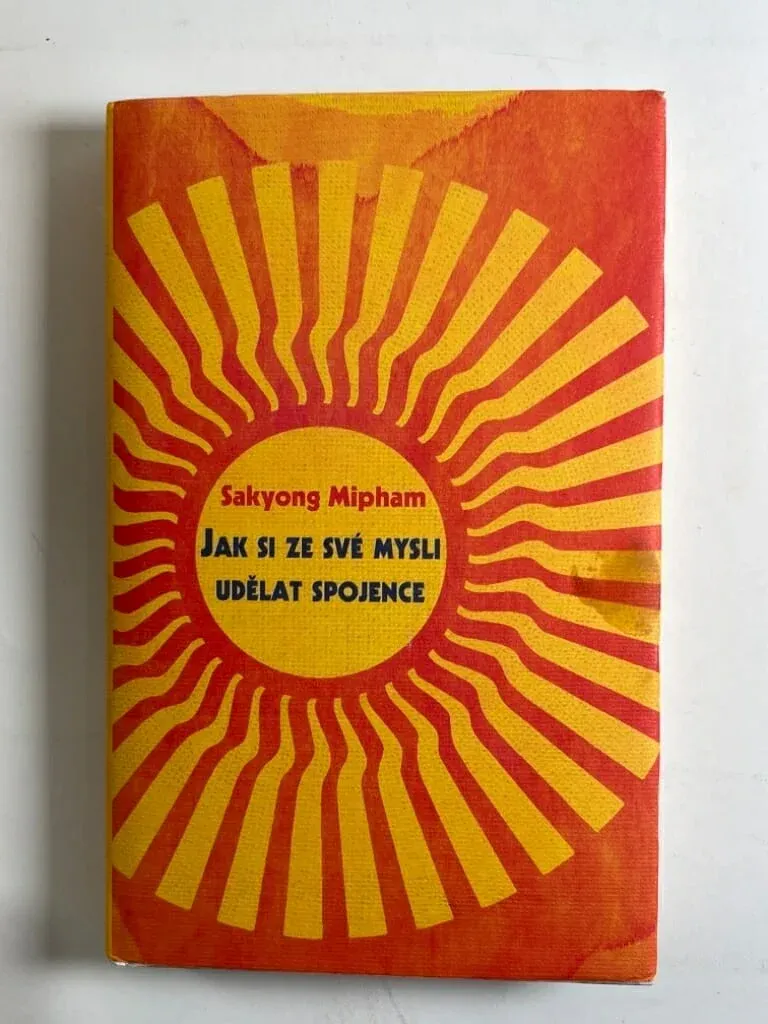 Sakyong Mipham
JAK SI ZE SVÉ MYSLI
UDĚLAT SPOJENCE